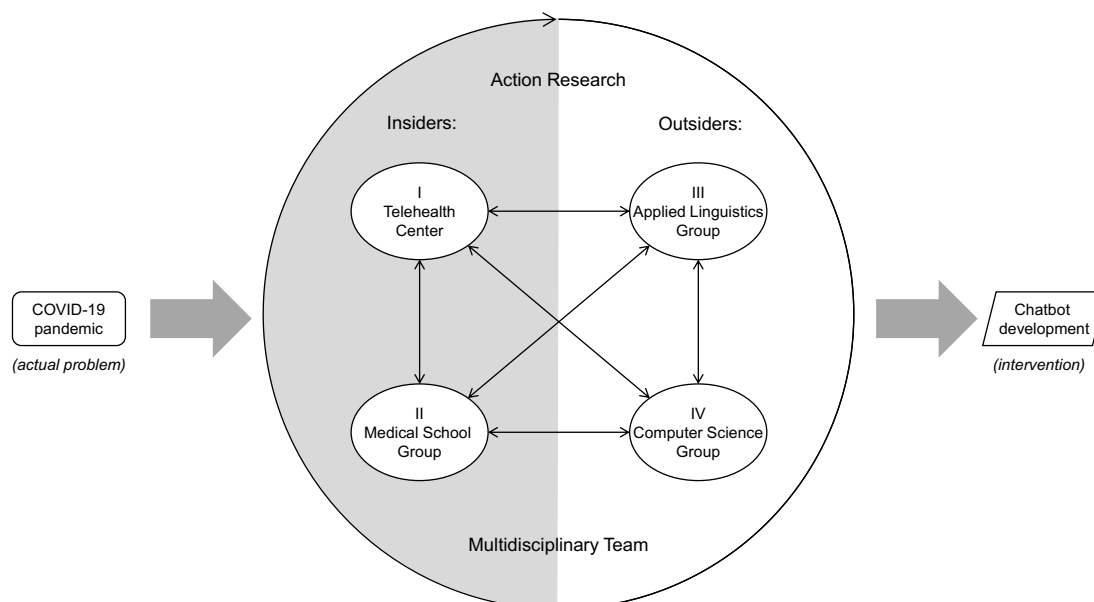 Action Research
Insiders:
Outsiders:
I
Telehealth
Center
III
Applied Linguistics
Group
COVID-19
pandemic
(actual problem)
Chatbot
development
(intervention)
II
Medical School
Group
IV
Computer Science
Group
Multidisciplinary Team